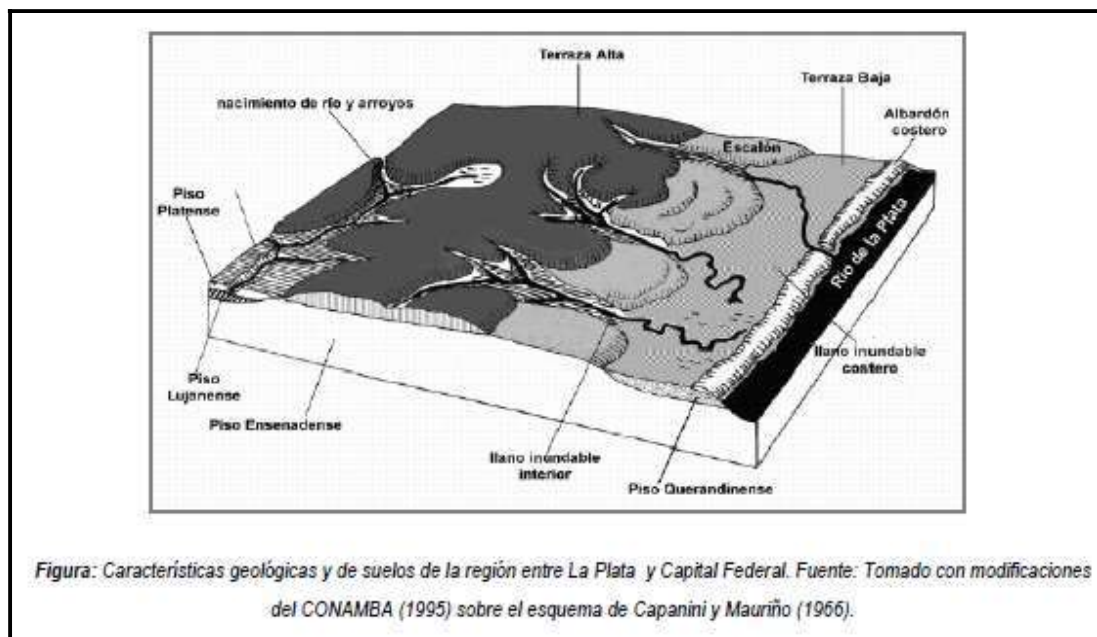 Terraza Alta
Terraza Baja
nacimiento de río y arroyos
Albardón
costero
Escalón
Piso
Platense
Río de la Plata
llano inundable
costero
Piso
Lujanense
Piso Ensenadense
llano inundable
interior
Piso Querandinense
Figura: Características geológicas y de suelos de la región entre La Plata y Capital Federal. Fuente: Tomado con modificaciones
del CONAMBA (1995) sobre el esquema de Capanini y Mauriño (1966).